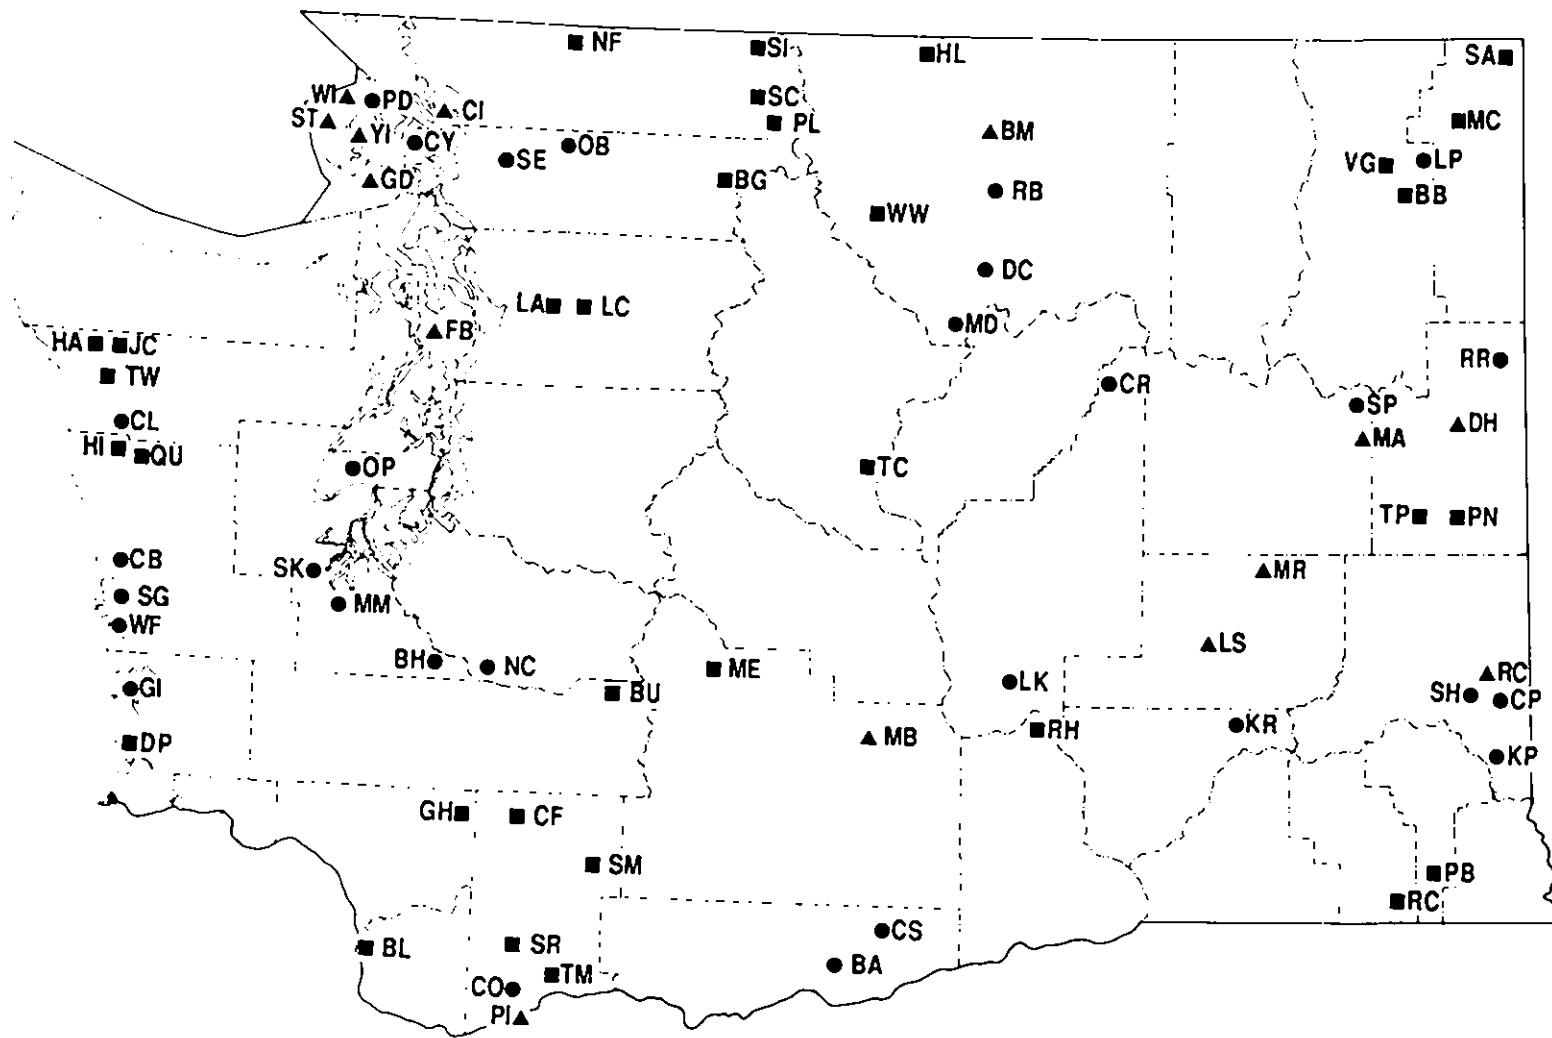 NF
SI
HL
SA
WI
PD
CI
SC
ST
YI
CY
PL
BM
MC
SE
OB
VG
LP
GD
BG
RB
BB
WW
DC
LA
LC
MD
FB
HA
JC
RR
TW
CR
SP
CL
DH
HI
QU
MA
OP
TC
TP
PN
CB
SK
MR
SG
MM
WF
LS
BH
NC
ME
RC
GI
BU
LK
SH
CP
DP
MB
RH
KR
KP
GH
CF
SM
PB
RC
BL
SR
CS
TM
BA
CO
PI